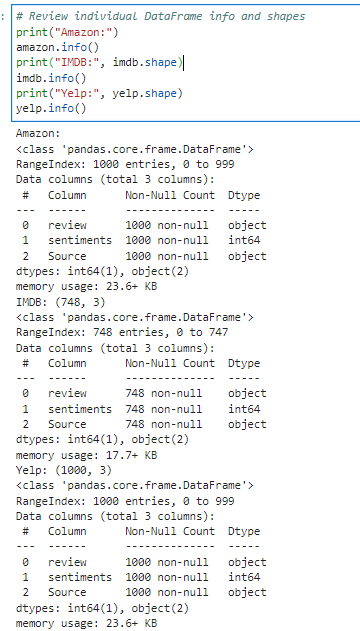 : # Review individual DataFrame info and shapes
print("Amazon:")
amazon.info()
print("IMDB:", imdb.shape)
imdb.info()
print("Yelp:", yelp.shape)
yelp.info()
Amazon:
<class 'pandas.core.frame.DataFrame'>
RangeIndex: 1000 entries, 0 to 999
Data columns (total 3 columns):
 #   Column      Non-Null Count  Dtype
---  ------      --------------  -----
 0   review      1000 non-null   object
 1   sentiments  1000 non-null   int64
 2   Source      1000 non-null   object
dtypes: int64(1), object(2)
memory usage: 23.6+ KB
IMDB: (748, 3)
<class 'pandas.core.frame.DataFrame'>
RangeIndex: 748 entries, 0 to 747
Data columns (total 3 columns):
 #   Column      Non-Null Count  Dtype
---  ------      --------------  -----
 0   review      748 non-null    object
 1   sentiments  748 non-null    int64
 2   Source      748 non-null    object
dtypes: int64(1), object(2)
memory usage: 17.7+ KB
Yelp: (1000, 3)
<class 'pandas.core.frame.DataFrame'>
RangeIndex: 1000 entries, 0 to 999
Data columns (total 3 columns):
 #   Column      Non-Null Count  Dtype
---  ------      --------------  -----
 0   review      1000 non-null   object
 1   sentiments  1000 non-null   int64
 2   Source      1000 non-null   object
dtypes: int64(1), object(2)
memory usage: 23.6+ KB